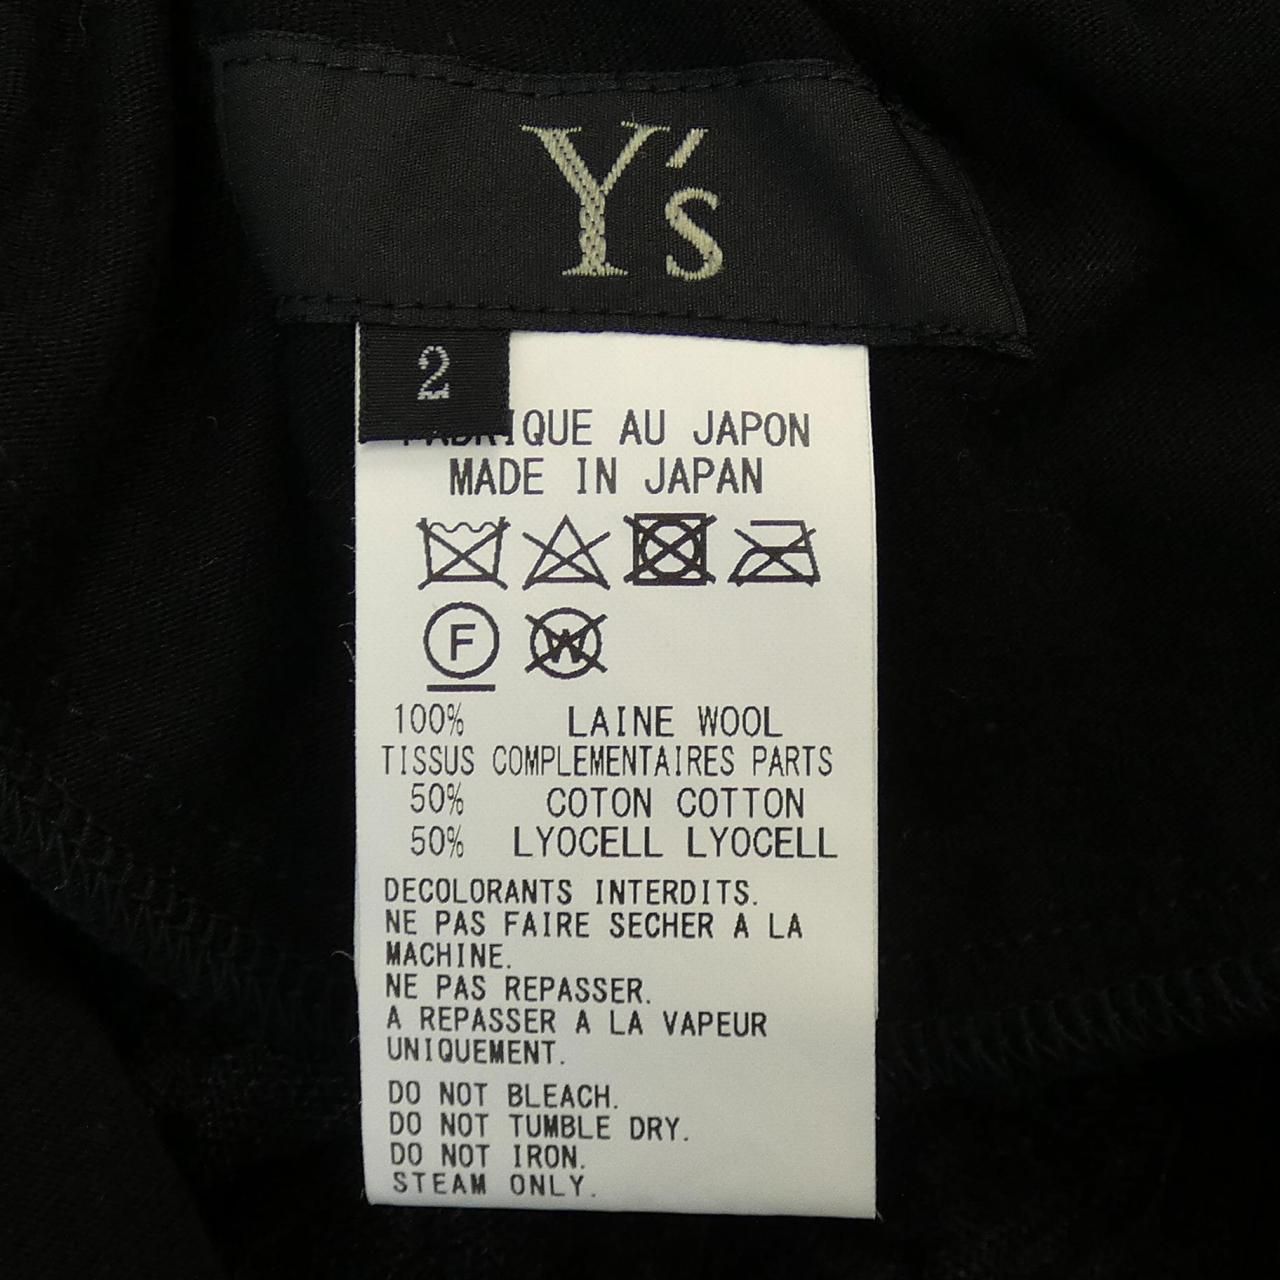 Y's
2
FABRIQUE AU JAPON
MADE IN JAPAN
F
W
100% LAINE WOOL
TISSUS COMPLEMENTAIRES PARTS
50% COTON COTTON
50% LYOCELL LYOCELL
DECOLORANTS INTERDITS.
NE PAS FAIRE SECHER A LA
MACHINE.
NE PAS REPASSER.
A REPASSER A LA VAPEUR
UNIQUEMENT.
DO NOT BLEACH.
DO NOT TUMBLE DRY.
DO NOT IRON.
STEAM ONLY.